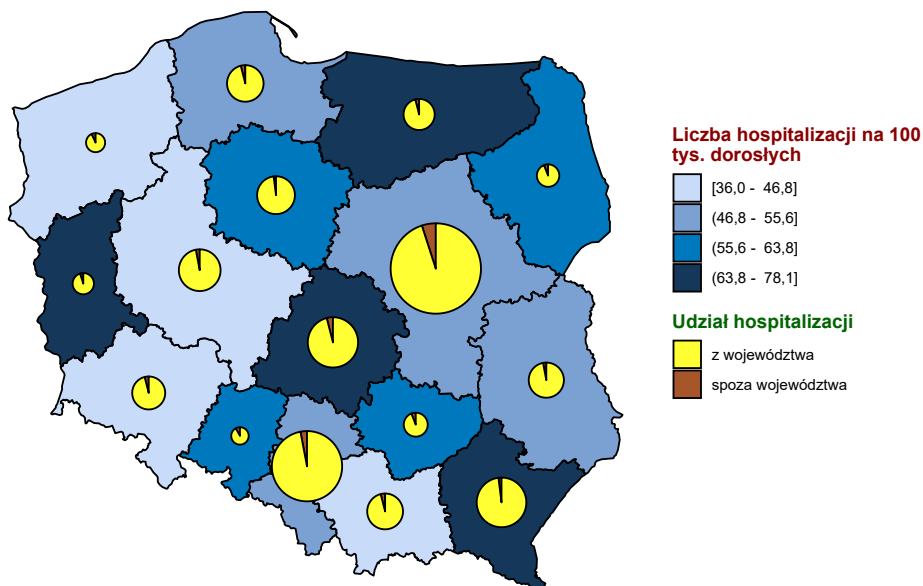 Liczba hospitalizacji na 100
tys. dorosłych
[36,0 - 46,8]
(46,8 - 55,6]
(55,6 - 63,8]
(63,8 - 78,1]
Udział hospitalizacji
z województwa
spoza województwa